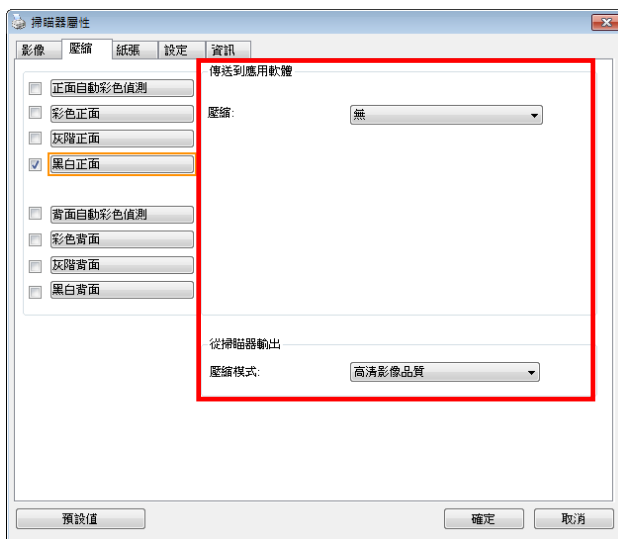 掃瞄器屬性
影像 壓縮 紙張 設定 資訊
正面自動彩色偵測
彩色正面
灰階正面
黑白正面
背面自動彩色偵測
彩色背面
灰階背面
黑白背面
傳送到應用軟體
壓縮: 無
從掃瞄器輸出
壓縮模式: 高清影像品質
預設值 確定 取消